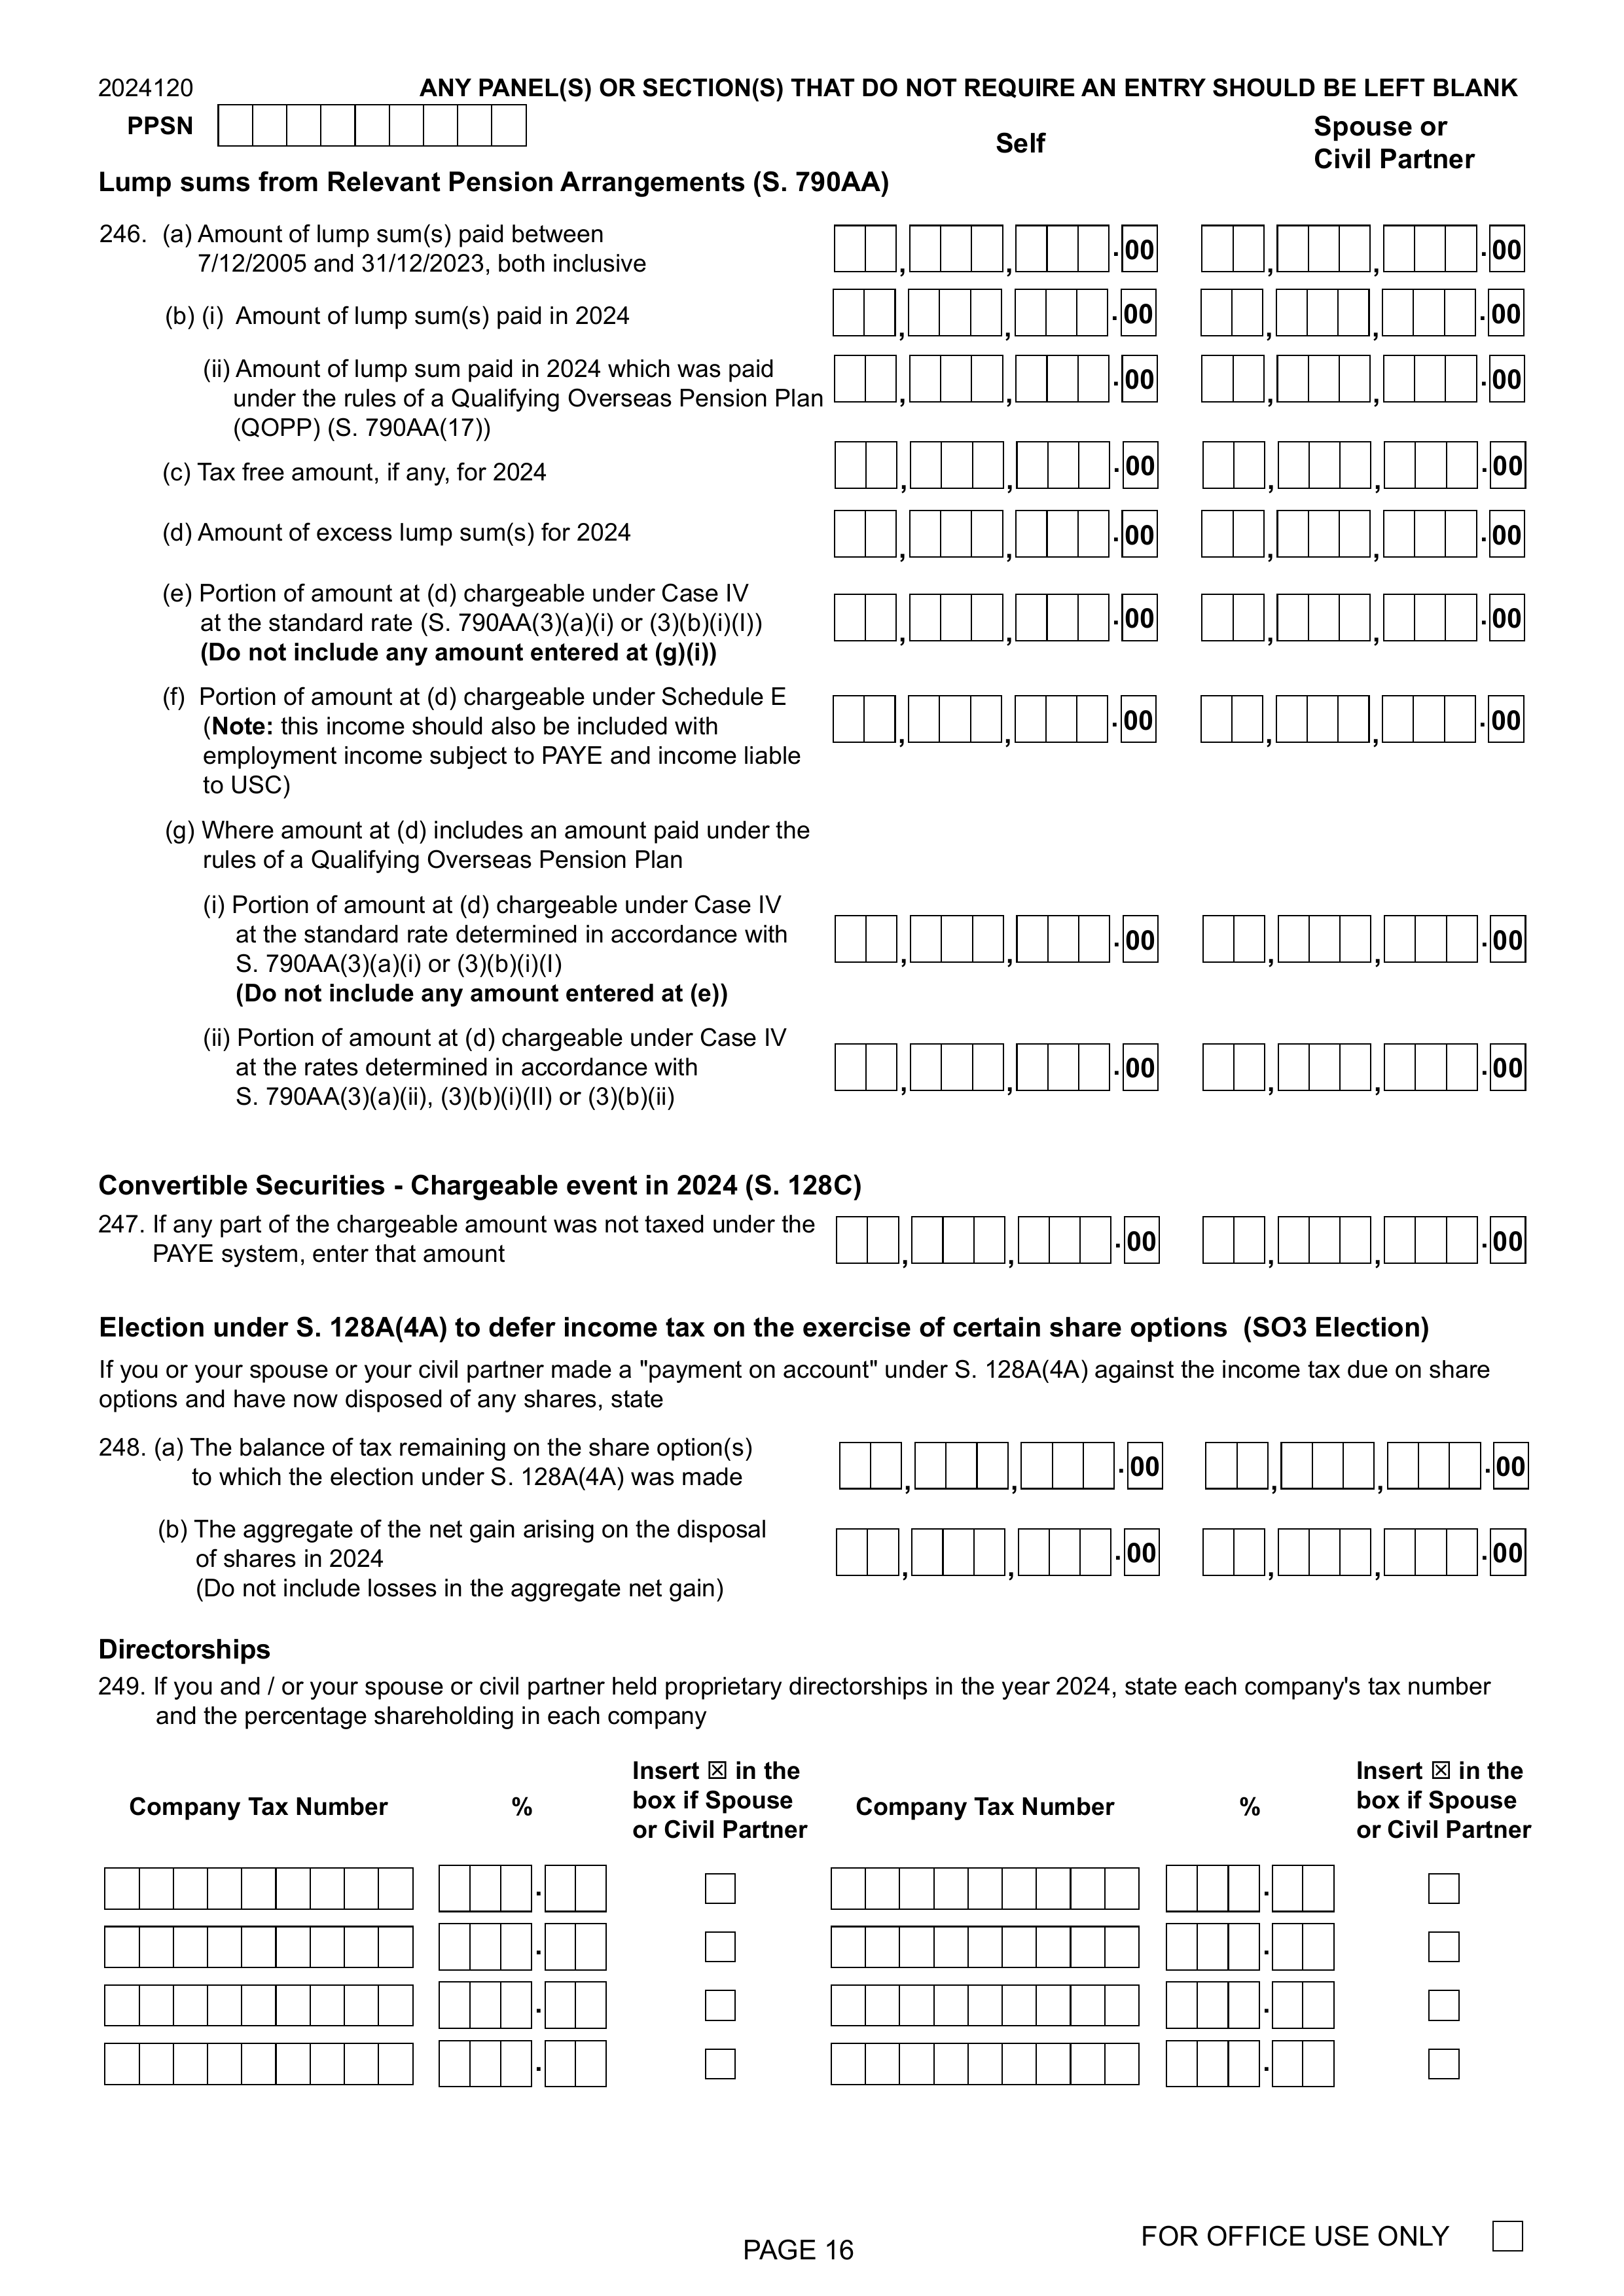 2024120
ANY PANEL(S) OR SECTION(S) THAT DO NOT REQUIRE AN ENTRY SHOULD BE LEFT BLANK
PPSN
Self
Spouse or
Civil Partner
Lump sums from Relevant Pension Arrangements (S. 790AA)
246. (a) Amount of lump sum(s) paid between
7/12/2005 and 31/12/2023, both inclusive
, , .00 , , .00
(b) (i) Amount of lump sum(s) paid in 2024 , , .00 , , .00
(ii) Amount of lump sum paid in 2024 which was paid
under the rules of a Qualifying Overseas Pension Plan
(QOPP) (S. 790AA(17))
, , .00 , , .00
(c) Tax free amount, if any, for 2024 , , .00 , , .00
(d) Amount of excess lump sum(s) for 2024 , , .00 , , .00
(e) Portion of amount at (d) chargeable under Case IV
at the standard rate (S. 790AA(3)(a)(i) or (3)(b)(i)(I))
(Do not include any amount entered at (g)(i))
, , .00 , , .00
(f) Portion of amount at (d) chargeable under Schedule E
(Note: this income should also be included with
employment income subject to PAYE and income liable
to USC)
, , .00 , , .00
(g) Where amount at (d) includes an amount paid under the
rules of a Qualifying Overseas Pension Plan
(i) Portion of amount at (d) chargeable under Case IV
at the standard rate determined in accordance with
S. 790AA(3)(a)(i) or (3)(b)(i)(I)
(Do not include any amount entered at (e))
, , .00 , , .00
(ii) Portion of amount at (d) chargeable under Case IV
at the rates determined in accordance with
S. 790AA(3)(a)(ii), (3)(b)(i)(II) or (3)(b)(ii)
, , .00 , , .00
Convertible Securities - Chargeable event in 2024 (S. 128C)
247. If any part of the chargeable amount was not taxed under the
PAYE system, enter that amount
, , .00 , , .00
Election under S. 128A(4A) to defer income tax on the exercise of certain share options (SO3 Election)
If you or your spouse or your civil partner made a "payment on account" under S. 128A(4A) against the income tax due on share
options and have now disposed of any shares, state
248. (a) The balance of tax remaining on the share option(s)
to which the election under S. 128A(4A) was made
, , .00 , , .00
(b) The aggregate of the net gain arising on the disposal
of shares in 2024
(Do not include losses in the aggregate net gain)
, , .00 , , .00
Directorships
249. If you and / or your spouse or civil partner held proprietary directorships in the year 2024, state each company's tax number
and the percentage shareholding in each company
Company Tax Number
%
Insert ☒ in the
box if Spouse
or Civil Partner
Company Tax Number
%
Insert ☒ in the
box if Spouse
or Civil Partner
. .
. .
. .
. .
PAGE 16
FOR OFFICE USE ONLY